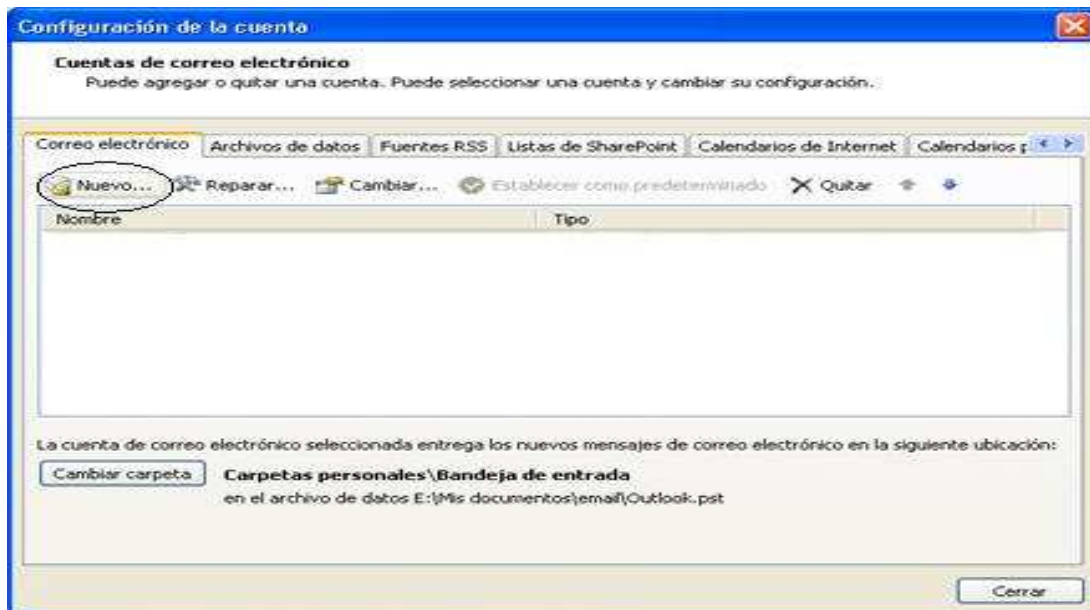 Configuración de la cuenta
Cuentas de correo electrónico
Puede agregar o quitar una cuenta. Puede seleccionar una cuenta y cambiar su configuración.
Correo electrónico Archivos de datos Fuentes RSS Listas de SharePoint Calendarios de Internet Calendarios p
Nuevo... Reparar... Cambiar... Establecer como predeterminado Quitar
Nombre Tipo
La cuenta de correo electrónico seleccionada entrega los nuevos mensajes de correo electrónico en la siguiente ubicación:
Cambiar carpeta Carpetas personales\Bandeja de entrada
en el archivo de datos E:\Mis documentos\email\Outlook.pst
Cerrar